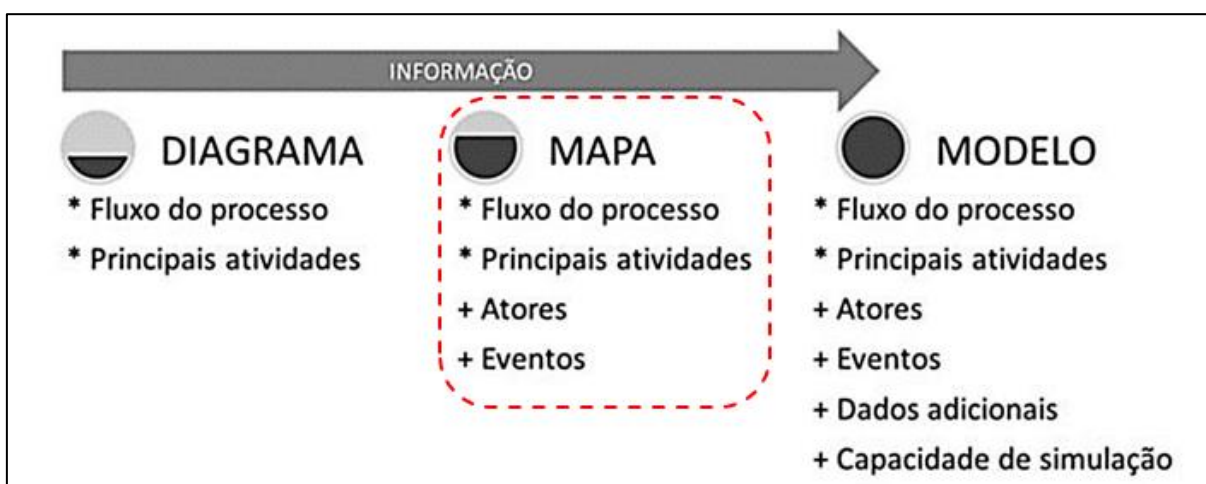 INFORMAÇÃO
DIAGRAMA
* Fluxo do processo
* Principais atividades
MAPA
* Fluxo do processo
* Principais atividades
+ Atores
+ Eventos
MODELO
* Fluxo do processo
* Principais atividades
+ Atores
+ Eventos
+ Dados adicionais
+ Capacidade de simulação